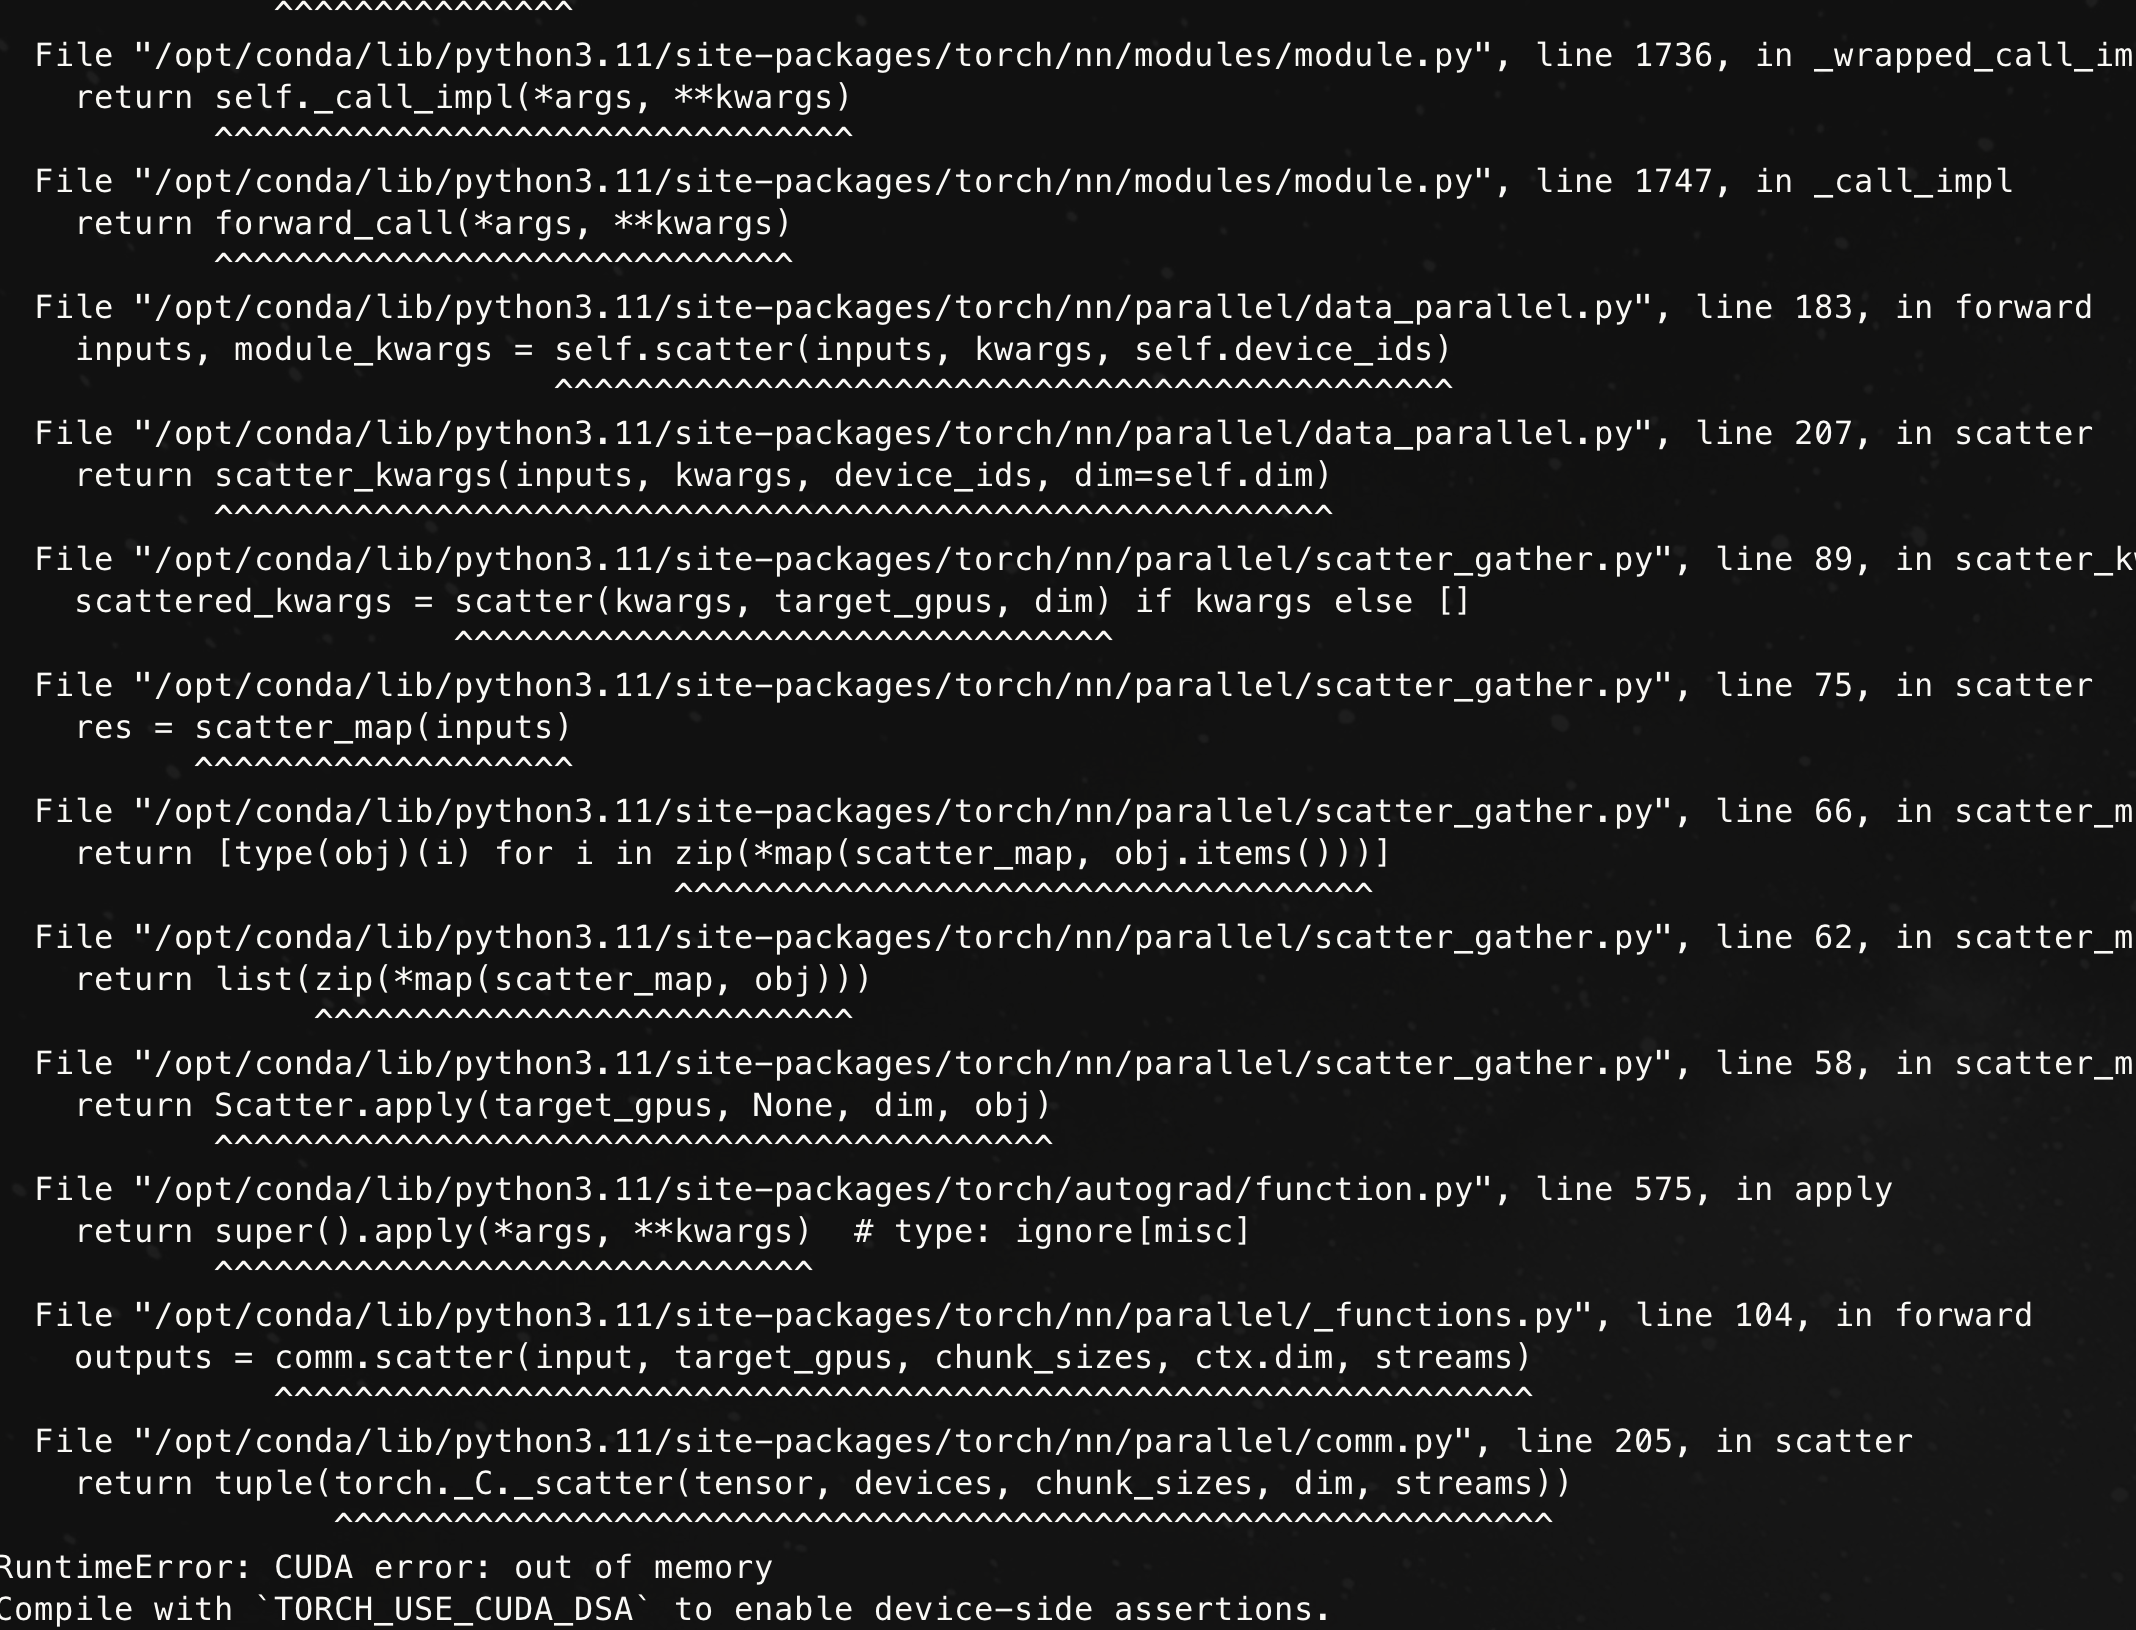 ^^^^^^^^^^^^^^^
File "/opt/conda/lib/python3.11/site-packages/torch/nn/modules/module.py", line 1736, in _wrapped_call_im
return self._call_impl(*args, **kwargs)
^^^^^^^^^^^^^^^^^^^^^^^^^^^^^^^^
File "/opt/conda/lib/python3.11/site-packages/torch/nn/modules/module.py", line 1747, in _call_impl
return forward_call(*args, **kwargs)
^^^^^^^^^^^^^^^^^^^^^^^^^^^^^
File "/opt/conda/lib/python3.11/site-packages/torch/nn/parallel/data_parallel.py", line 183, in forward
inputs, module_kwargs = self.scatter(inputs, kwargs, self.device_ids)
^^^^^^^^^^^^^^^^^^^^^^^^^^^^^^^^^^^^^^^^^^^^^
File "/opt/conda/lib/python3.11/site-packages/torch/nn/parallel/data_parallel.py", line 207, in scatter
return scatter_kwargs(inputs, kwargs, device_ids, dim=self.dim)
^^^^^^^^^^^^^^^^^^^^^^^^^^^^^^^^^^^^^^^^^^^^^^^^^^^^^^^^
File "/opt/conda/lib/python3.11/site-packages/torch/nn/parallel/scatter_gather.py", line 89, in scatter_kw
scattered_kwargs = scatter(kwargs, target_gpus, dim) if kwargs else []
^^^^^^^^^^^^^^^^^^^^^^^^^^^^^^^^^
File "/opt/conda/lib/python3.11/site-packages/torch/nn/parallel/scatter_gather.py", line 75, in scatter
res = scatter_map(inputs)
^^^^^^^^^^^^^^^^^^^
File "/opt/conda/lib/python3.11/site-packages/torch/nn/parallel/scatter_gather.py", line 66, in scatter_m
return [type(obj)(i) for i in zip(*map(scatter_map, obj.items()))]
^^^^^^^^^^^^^^^^^^^^^^^^^^^^^^^^^^^
File "/opt/conda/lib/python3.11/site-packages/torch/nn/parallel/scatter_gather.py", line 62, in scatter_m
return list(zip(*map(scatter_map, obj)))
^^^^^^^^^^^^^^^^^^^^^^^^^^^
File "/opt/conda/lib/python3.11/site-packages/torch/nn/parallel/scatter_gather.py", line 58, in scatter_m
return Scatter.apply(target_gpus, None, dim, obj)
^^^^^^^^^^^^^^^^^^^^^^^^^^^^^^^^^^^^^^^^^^
File "/opt/conda/lib/python3.11/site-packages/torch/autograd/function.py", line 575, in apply
return super().apply(*args, **kwargs)  # type: ignore[misc]
^^^^^^^^^^^^^^^^^^^^^^^^^^^^^^
File "/opt/conda/lib/python3.11/site-packages/torch/nn/parallel/_functions.py", line 104, in forward
outputs = comm.scatter(input, target_gpus, chunk_sizes, ctx.dim, streams)
^^^^^^^^^^^^^^^^^^^^^^^^^^^^^^^^^^^^^^^^^^^^^^^^^^^^^^^^^^^^^^^
File "/opt/conda/lib/python3.11/site-packages/torch/nn/parallel/comm.py", line 205, in scatter
return tuple(torch._C._scatter(tensor, devices, chunk_sizes, dim, streams))
^^^^^^^^^^^^^^^^^^^^^^^^^^^^^^^^^^^^^^^^^^^^^^^^^^^^^^^^^^^^^
RuntimeError: CUDA error: out of memory
Compile with `TORCH_USE_CUDA_DSA` to enable device-side assertions.